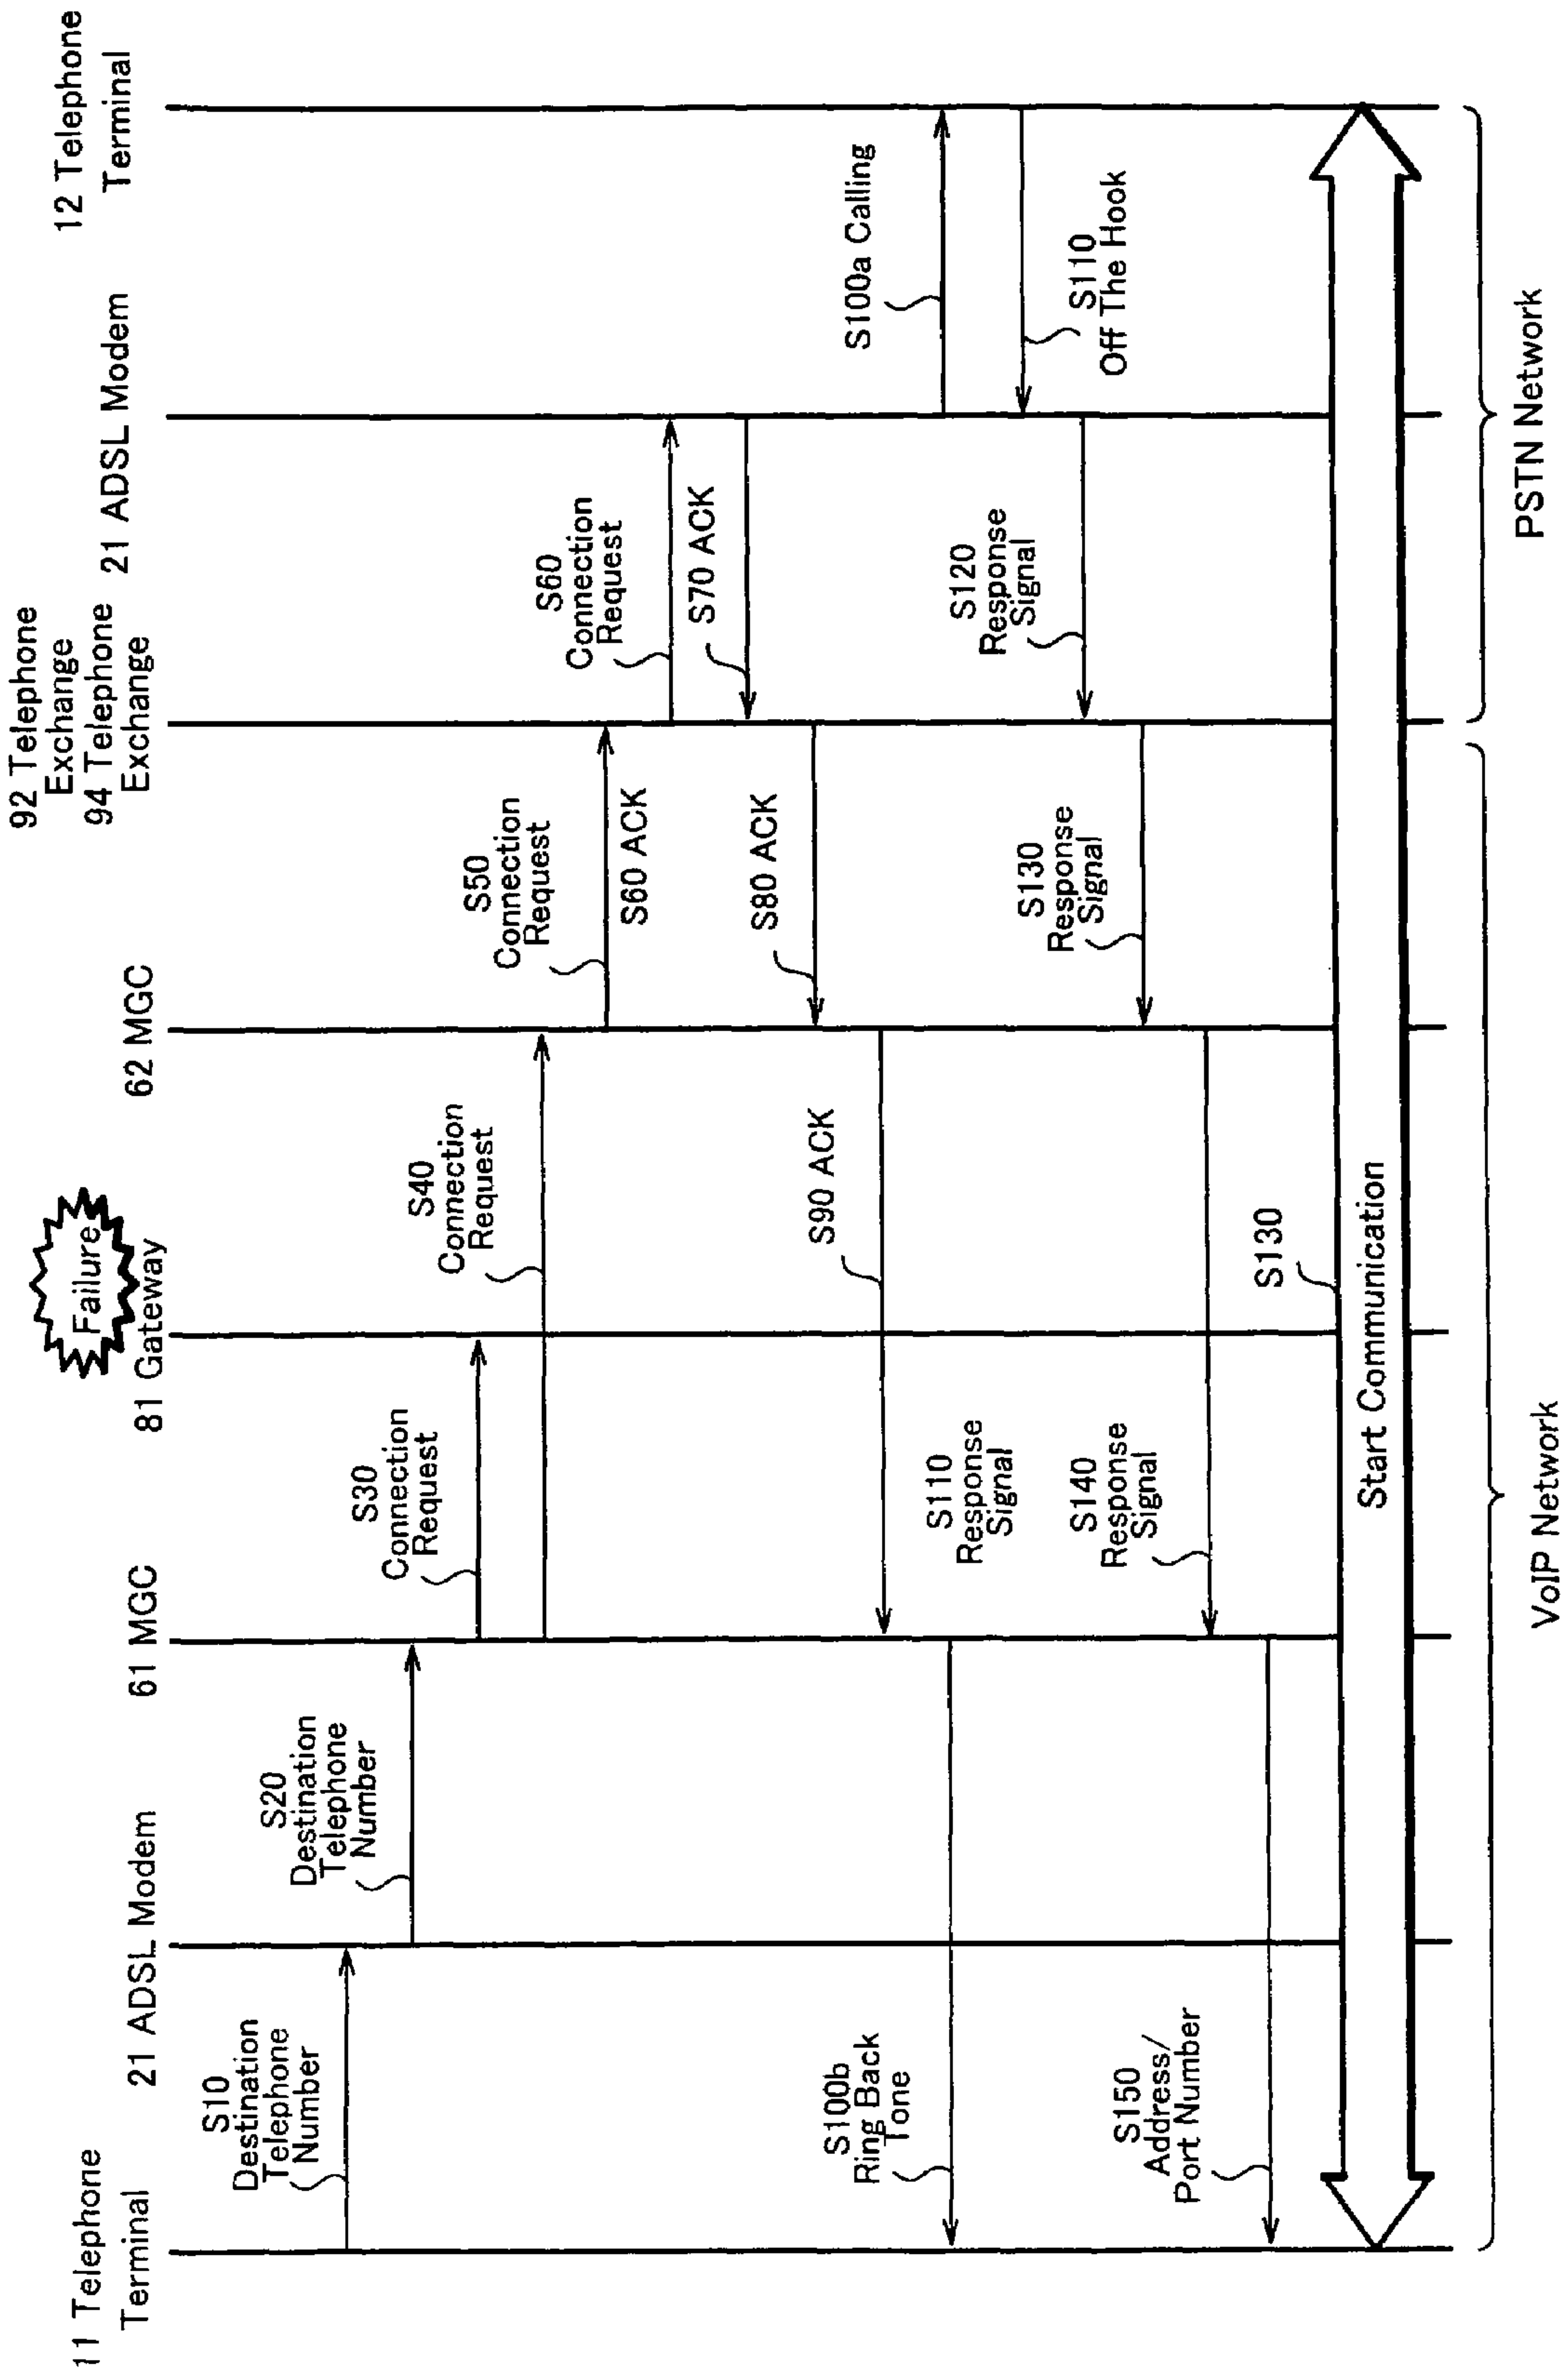 Failure
11 Telephone
Terminal
21 ADSL Modem
61 MGC
81 Gateway
62 MGC
92 Telephone
Exchange
94 Telephone
Exchange
21 ADSL Modem
12 Telephone
Terminal
S10
Destination
Telephone
Number
S20
Destination
Telephone
Number
S30
Connection
Request
S40
Connection
Request
S50
Connection
Request
S60 ACK
S60
Connection
Request
S70 ACK
S80 ACK
S90 ACK
S100a Calling
S100b
Ring Back
Tone
S110
Response
Signal
S110
Off The Hook
S120
Response
Signal
S130
Response
Signal
S140
Response
Signal
S150
Address/
Port Number
S130
Start Communication
VoIP Network
PSTN Network